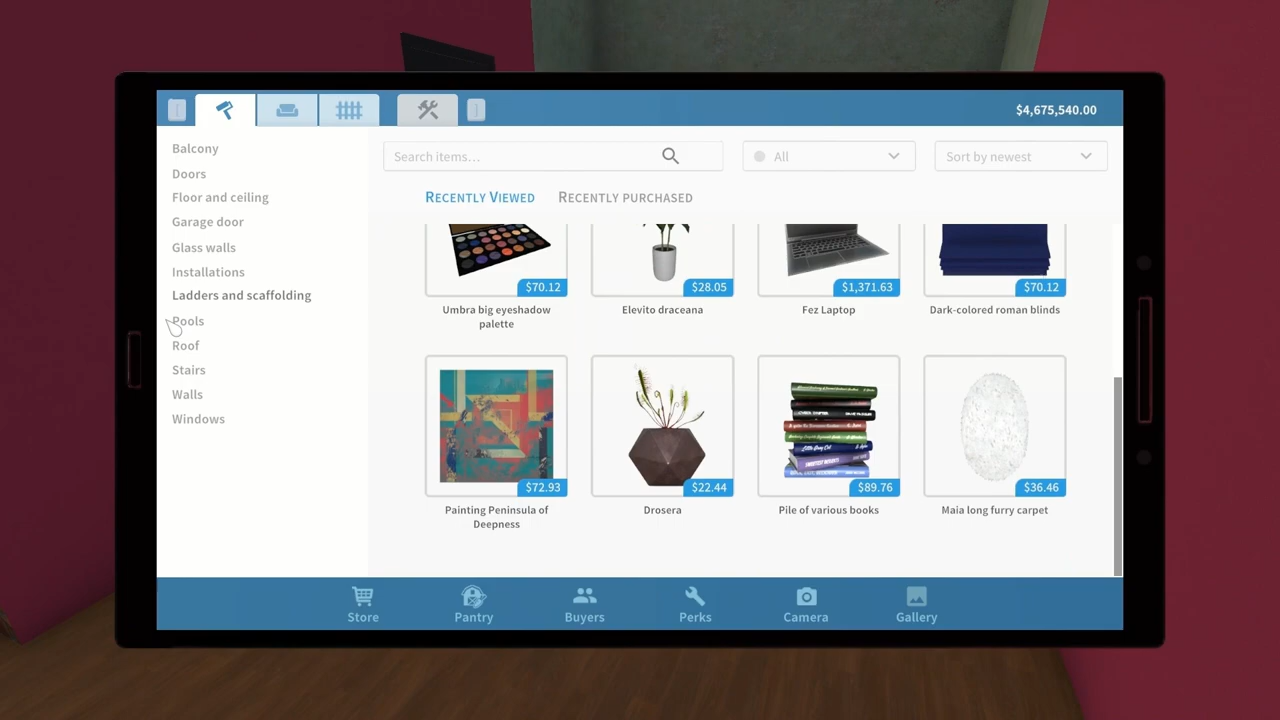 $4,675,540.00
Balcony
Doors
Floor and ceiling
Garage door
Glass walls
Installations
Ladders and scaffolding
Pools
Roof
Stairs
Walls
Windows
Search items...
All
Sort by newest
RECENTLY VIEWED
RECENTLY PURCHASED
$70.12
$28.05
$1,371.63
$70.12
Umbra big eyeshadow
palette
Elevito draceana
Fez Laptop
Dark-colored roman blinds
$72.93
$22.44
$89.76
$36.46
Painting Peninsula of
Deepness
Drosera
Pile of various books
Maia long furry carpet
Store
Pantry
Buyers
Perks
Camera
Gallery